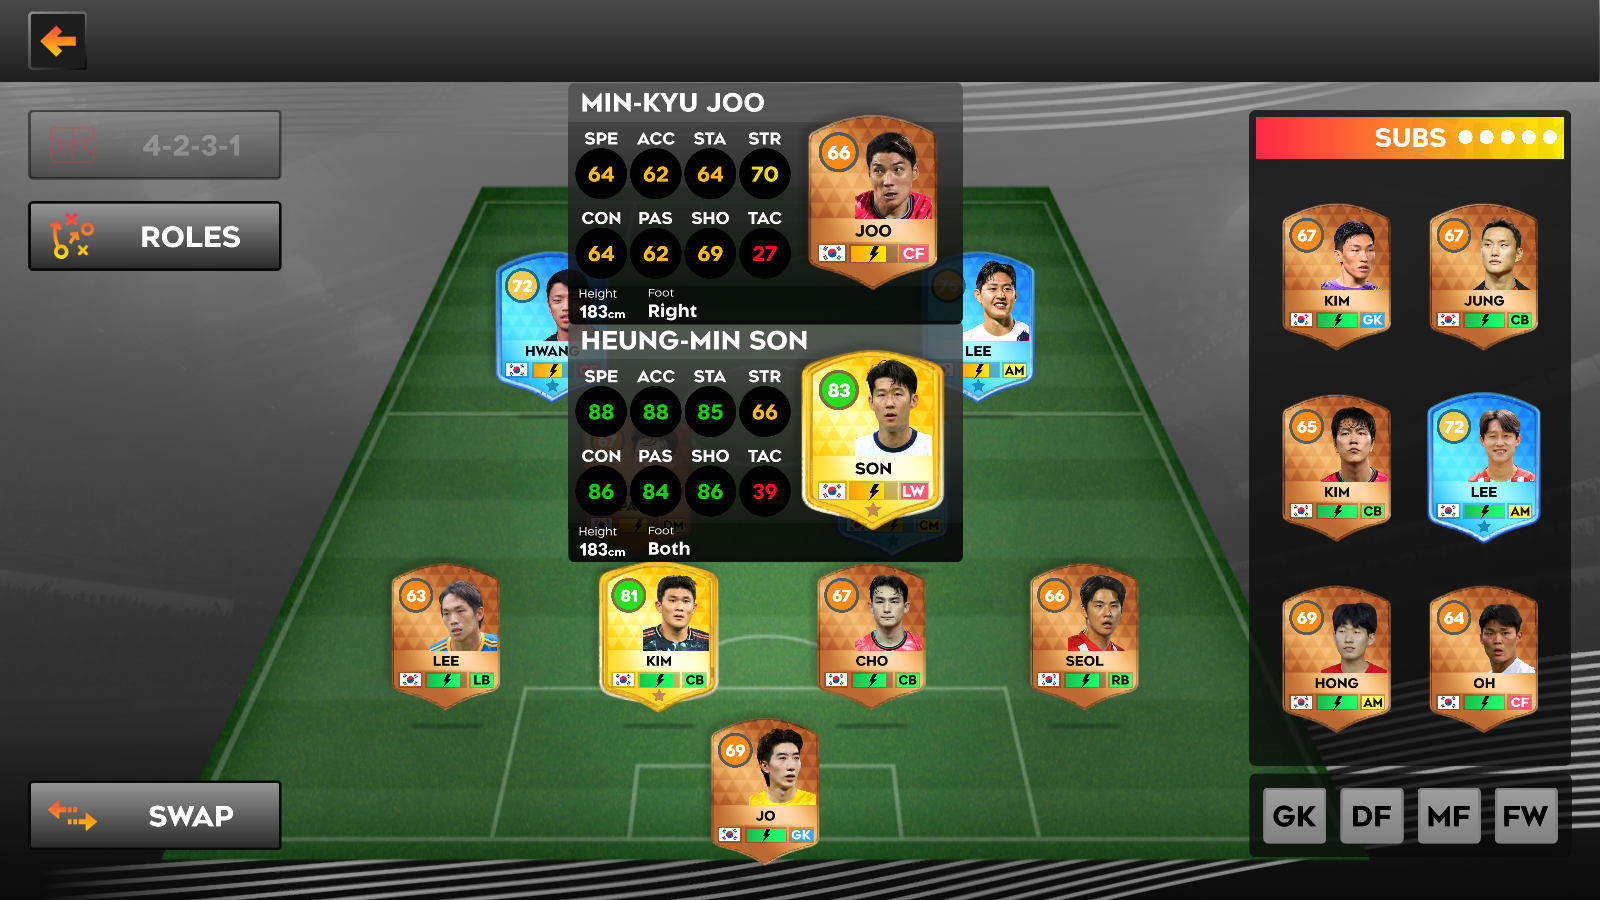 4-2-3-1
ROLES
SWAP
MIN-KYU JOO
SPE ACC STA STR
64 62 64 70
CON PAS SHO TAC
64 62 69 27
Height Foot
183cm Right
66
JOO
CF
HEUNG-MIN SON
SPE ACC STA STR
88 88 85 66
CON PAS SHO TAC
86 84 86 39
Height Foot
183cm Both
83
SON
LW
72
HWANG
LEE
AM
DM
CM
63
LEE
LB
81
KIM
CB
67
CHO
CB
66
SEOL
RB
69
JO
GK
SUBS
67
KIM
GK
67
JUNG
CB
65
KIM
CB
72
LEE
AM
69
HONG
AM
64
OH
CF
GK DF MF FW